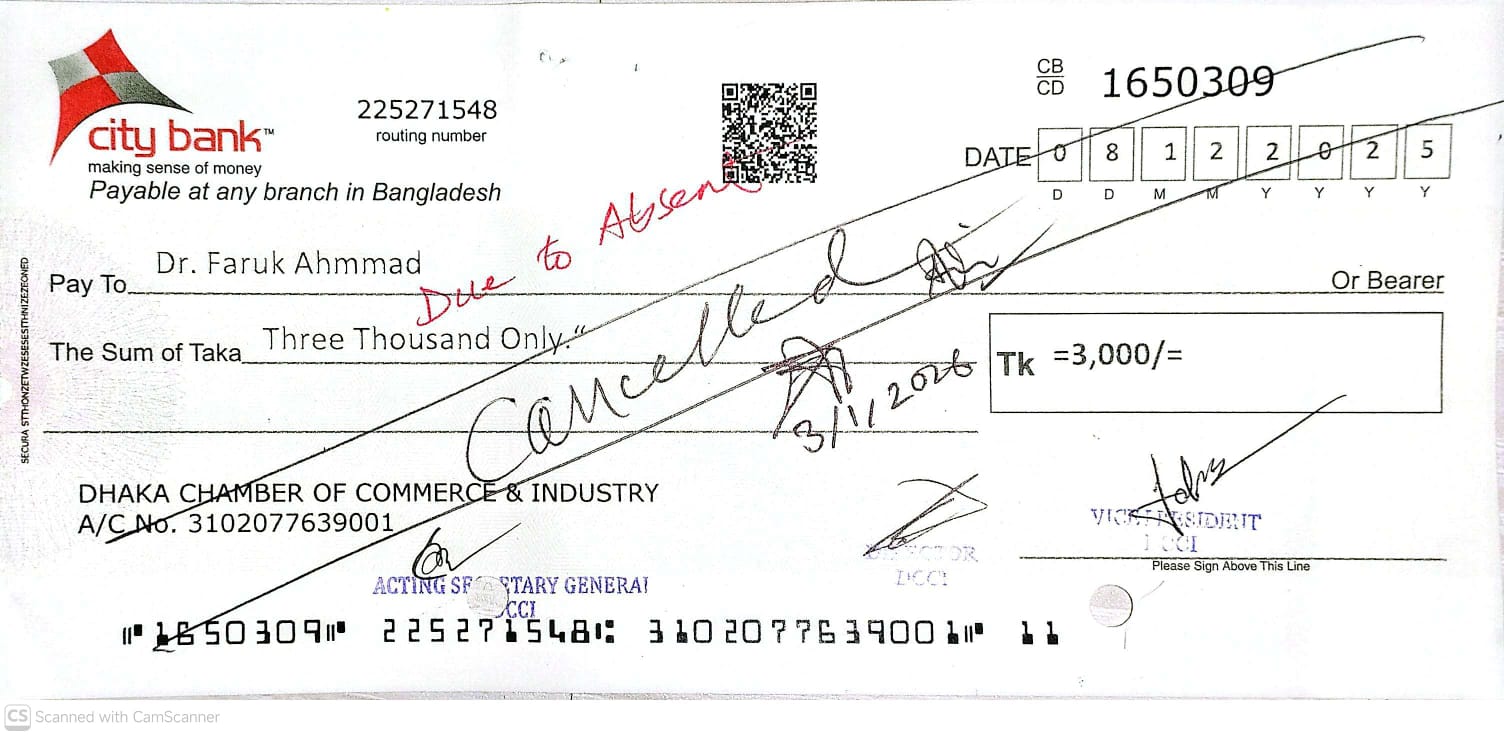 city bank™
making sense of money
Payable at any branch in Bangladesh
225271548
routing number
CB
CD
1650309
DATE 0 8 1 2 2 0 2 5
D D M M Y Y Y Y
Due to Absent
Pay To Dr. Faruk Ahmmad Or Bearer
The Sum of Taka Three Thousand Only.“
Tk =3,000/=
Cancelled
3/1/2026
SECURA
DHAKA CHAMBER OF COMMERCE & INDUSTRY
A/C No. 3102077639001
ACTING SECRETARY GENERAL
DCCI
DIRECTOR
DCCI
VICE PRESIDENT
DCCI
Please Sign Above This Line
1650309 225271548 3102077639001 11
CS Scanned with CamScanner